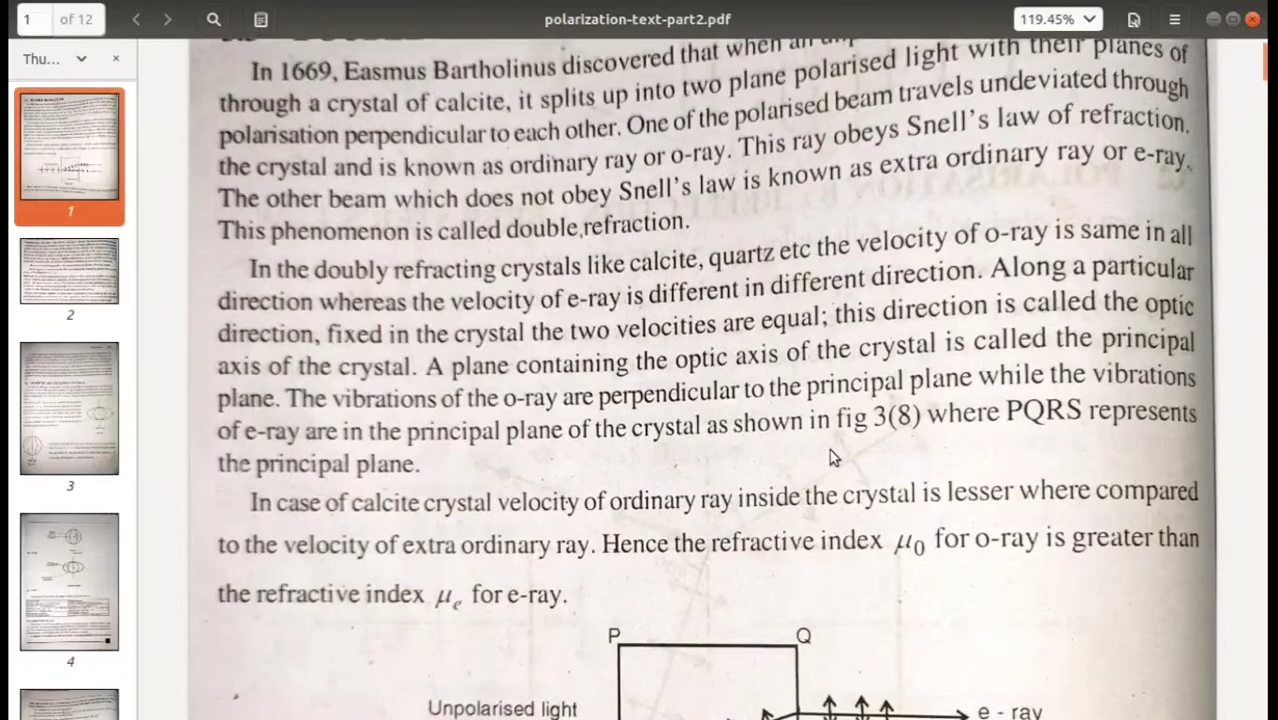 1 of 12
polarization-text-part2.pdf
119.45%
Thu...
1
2
3
4
In 1669, Easmus Bartholinus discovered that when an
through a crystal of calcite, it splits up into two plane polarised light with their planes of
polarisation perpendicular to each other. One of the polarised beam travels undeviated through
the crystal and is known as ordinary ray or o-ray. This ray obeys Snell's law of refraction.
The other beam which does not obey Snell's law is known as extra ordinary ray or e-ray.
This phenomenon is called double refraction.
In the doubly refracting crystals like calcite, quartz etc the velocity of o-ray is same in all
direction whereas the velocity of e-ray is different in different direction. Along a particular
direction, fixed in the crystal the two velocities are equal; this direction is called the optic
axis of the crystal. A plane containing the optic axis of the crystal is called the principal
plane. The vibrations of the o-ray are perpendicular to the principal plane while the vibrations
of e-ray are in the principal plane of the crystal as shown in fig 3(8) where PQRS represents
the principal plane.
In case of calcite crystal velocity of ordinary ray inside the crystal is lesser where compared
to the velocity of extra ordinary ray. Hence the refractive index μ₀ for o-ray is greater than
the refractive index μₑ for e-ray.
P Q
Unpolarised light
e - ray